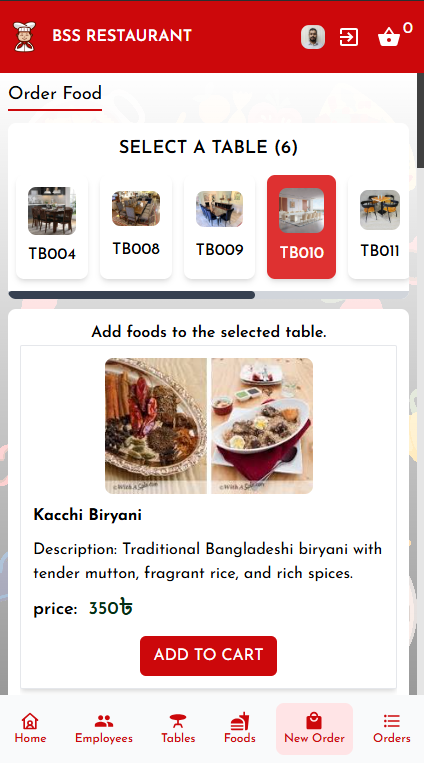 BSS RESTAURANT
0
Order Food
SELECT A TABLE (6)
TB004
TB008
TB009
TB010
TB011
Add foods to the selected table.
©With A Spin
©With A Spin
Kacchi Biryani
Description: Traditional Bangladeshi biryani with
tender mutton, fragrant rice, and rich spices.
price: 350৳
ADD TO CART
Home
Employees
Tables
Foods
New Order
Orders